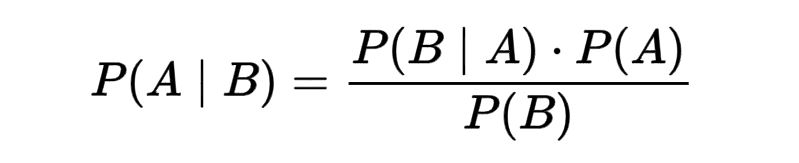 P(A | B) = P(B | A) · P(A) / P(B)